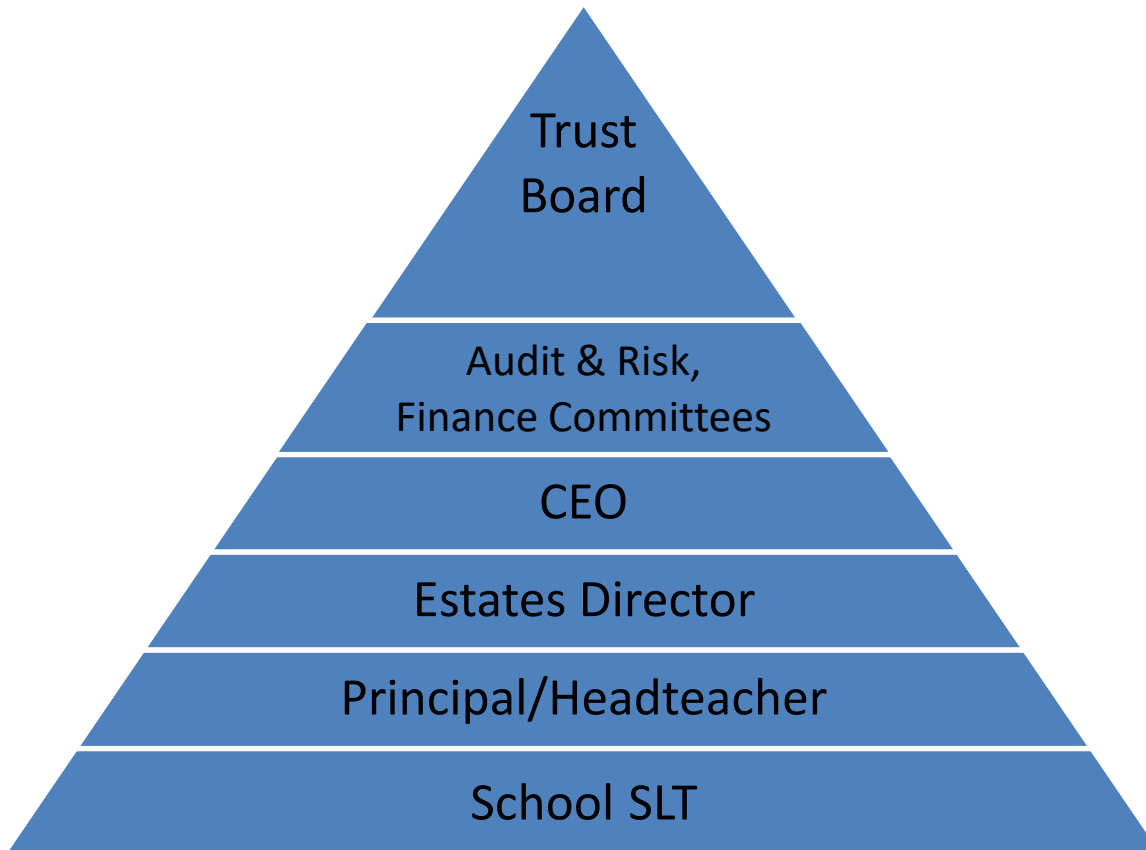 Trust
Board
Audit & Risk,
Finance Committees
CEO
Estates Director
Principal/Headteacher
School SLT